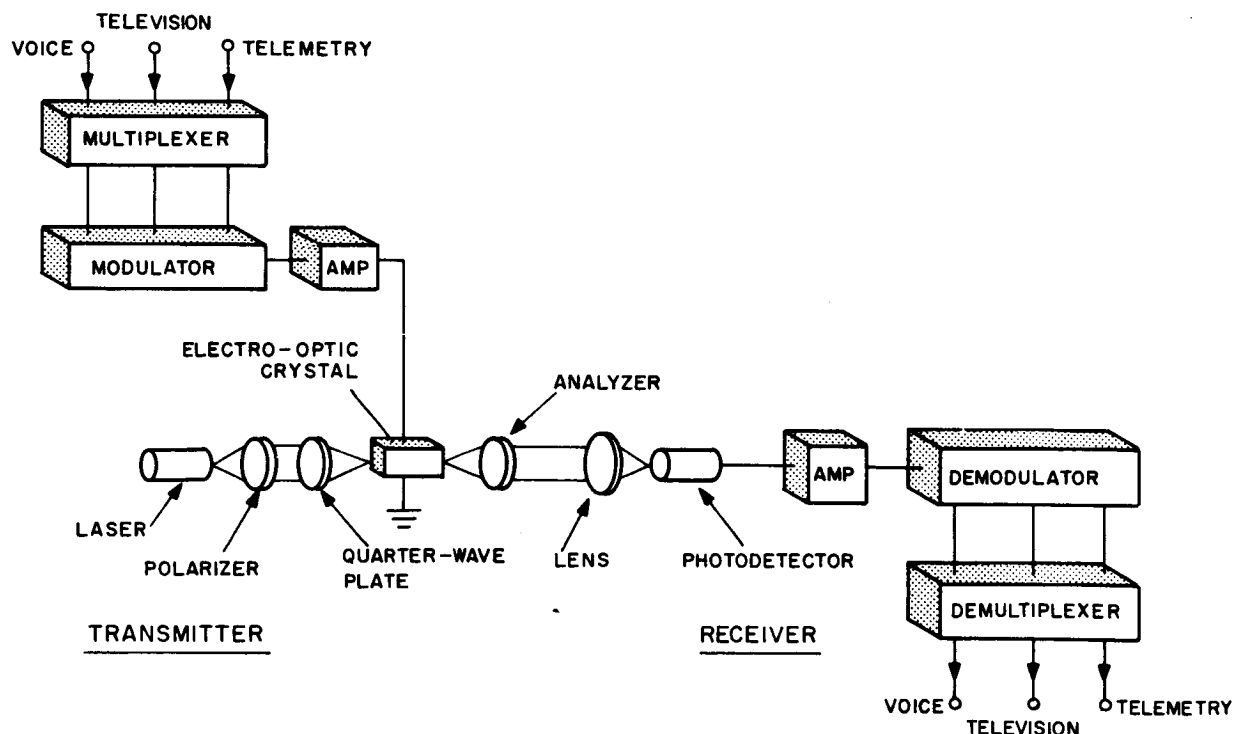 TELEVISION
VOICE
TELEMETRY
MULTIPLEXER
MODULATOR
AMP
ELECTRO-OPTIC
CRYSTAL
ANALYZER
AMP
DEMODULATOR
LASER
POLARIZER
QUARTER-WAVE
PLATE
LENS
PHOTODETECTOR
DEMULTIPLEXER
TRANSMITTER
RECEIVER
VOICE
TELEVISION
TELEMETRY